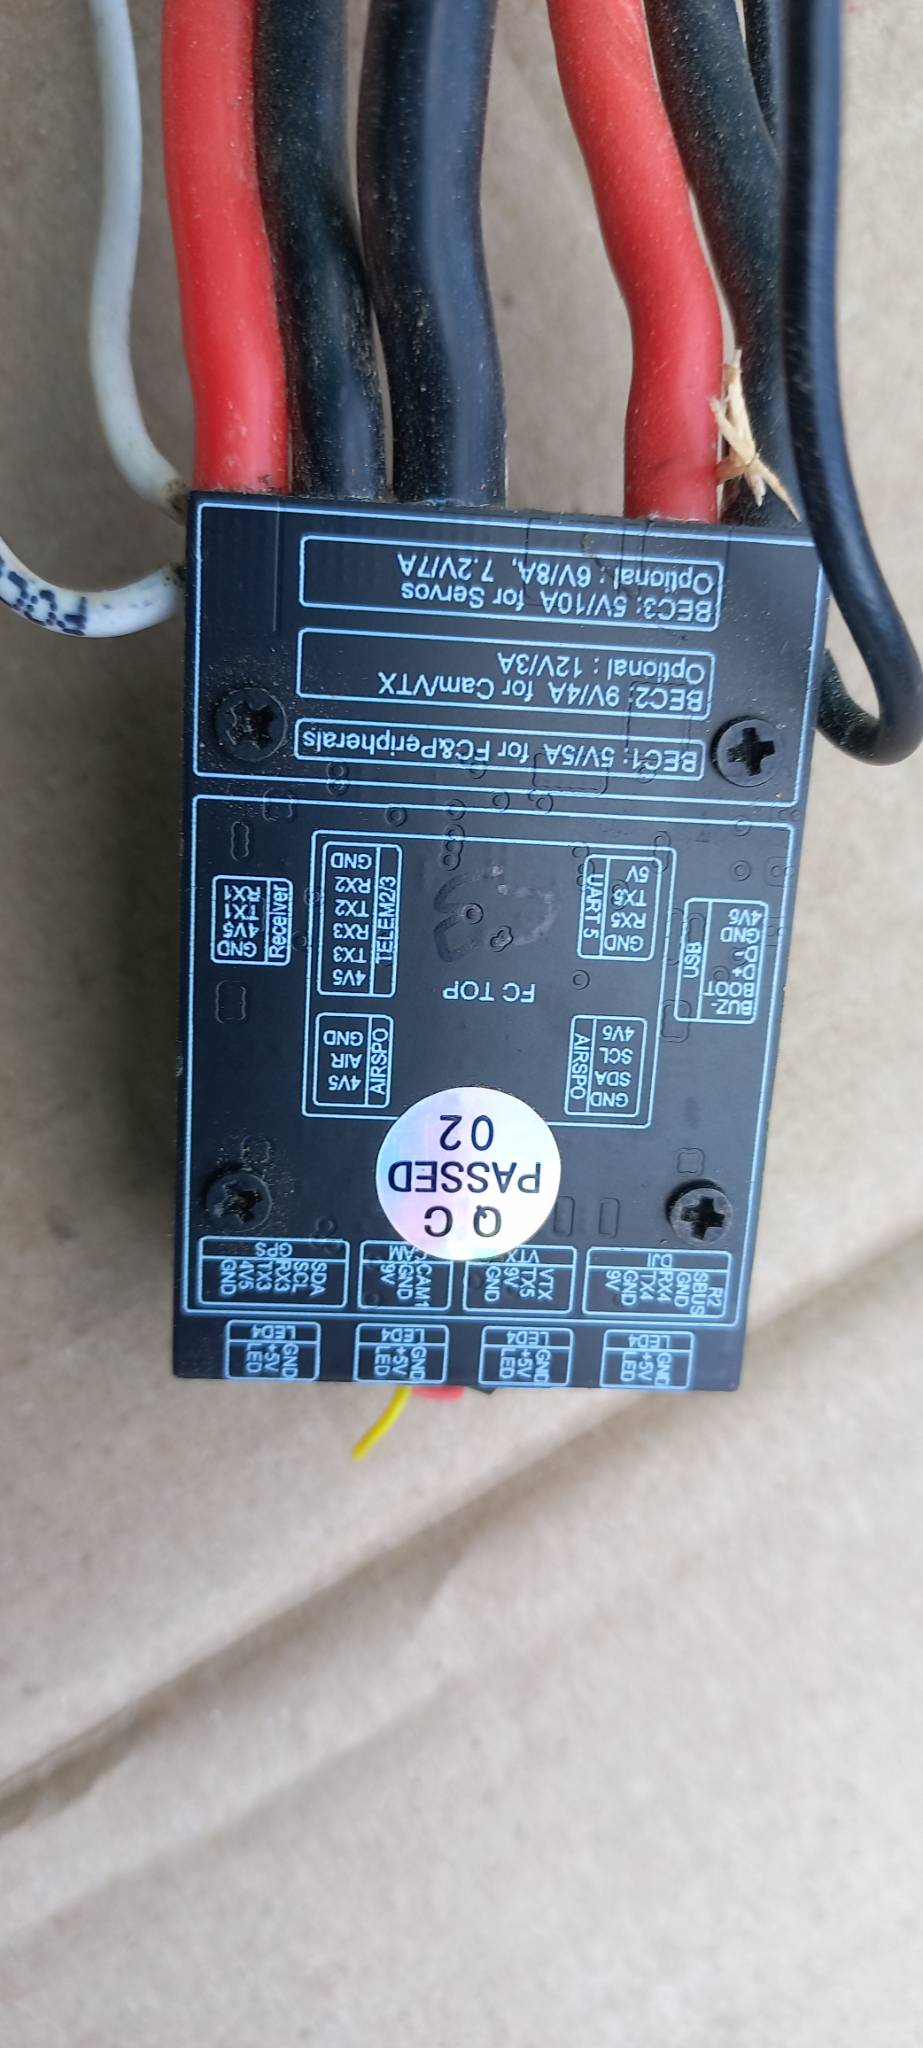 GND
+5V
LED
LED4
GND
+5V
LED
LED4
GND
+5V
LED
LED4
GND
+5V
LED
LED4
R2
SBUS
GND
RX4
TX4
GND
9V
DJI
VTX
TX5
9V
GND
VTX
CAM1
GND
9V
CAM
SDA
SCL
RX3
TX3
4V5
GND
GPS
QC
PASSED
02
GND
SDA
SCL
4V5
AIRSPO
4V5
AIR
GND
AIRSPO
FC TOP
BUZ-
BOOT
D+
D-
GND
4V5
USB
GND
RX5
TX5
5V
UART 5
4V5
TX3
RX3
TX2
RX2
GND
TELEM2/3
GND
4V5
TX1
RX1
Receiver
BEC1: 5V/5A for FC&Peripherals
BEC2: 9V/4A for Cam/VTX
Optional : 12V/3A
BEC3: 5V/10A for Servos
Optional : 6V/8A, 7.2V/7A